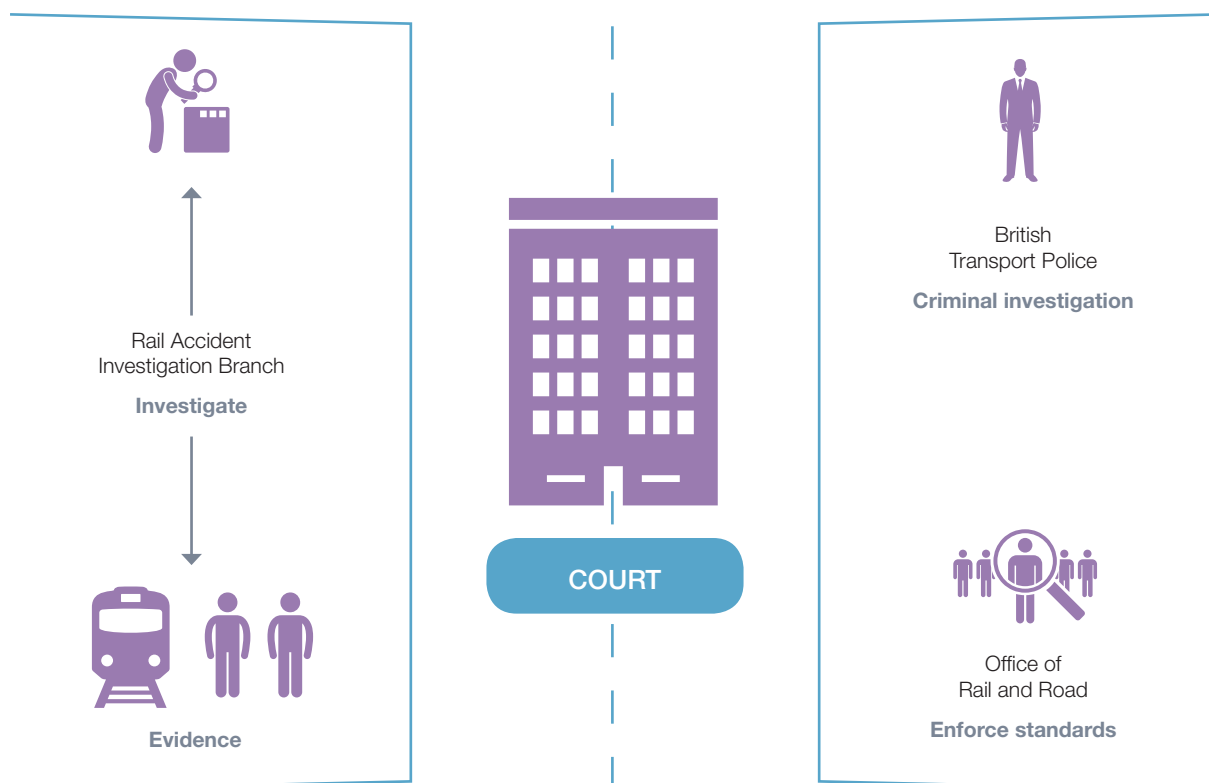 Rail Accident
Investigation Branch
Investigate
Evidence
COURT
British
Transport Police
Criminal investigation
Office of
Rail and Road
Enforce standards